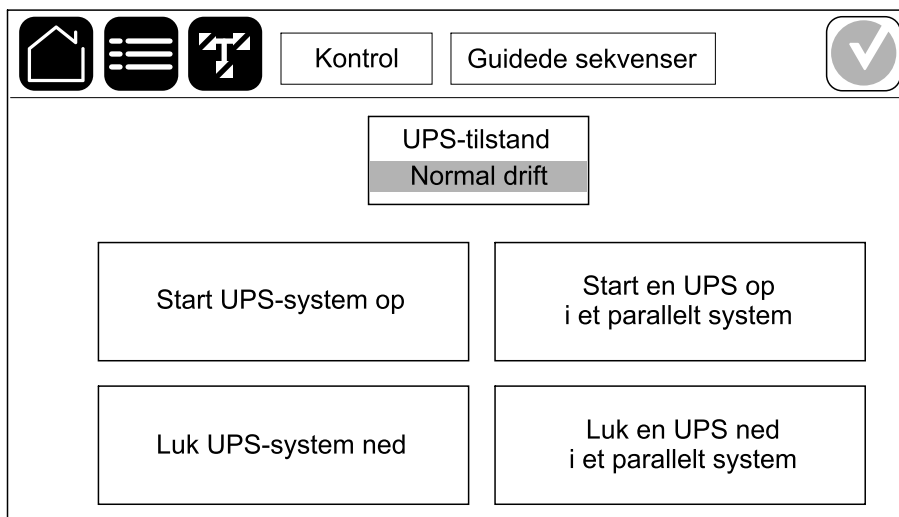 Kontrol
Guidede sekvenser
UPS-tilstand
Normal drift
Start UPS-system op
Start en UPS op
i et parallelt system
Luk UPS-system ned
Luk en UPS ned
i et parallelt system